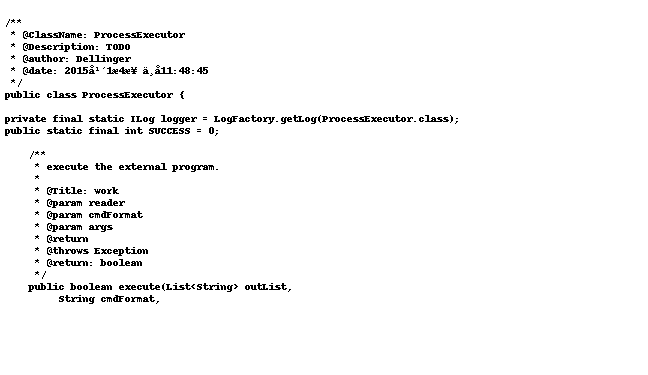 /**
 * @ClassName: ProcessExecutor
 * @Description: TODO
 * @author: Dellinger
 * @date: 2015å¹´1æ4æ¥ ä¸å11:48:45
 */
public class ProcessExecutor {
private final static ILog logger = LogFactory.getLog(ProcessExecutor.class);
public static final int SUCCESS = 0;
    /**
     * execute the external program.
     *
     * @Title: work
     * @param reader
     * @param cmdFormat
     * @param args
     * @return
     * @throws Exception
     * @return: boolean
     */
    public boolean execute(List<String> outList,
         String cmdFormat,